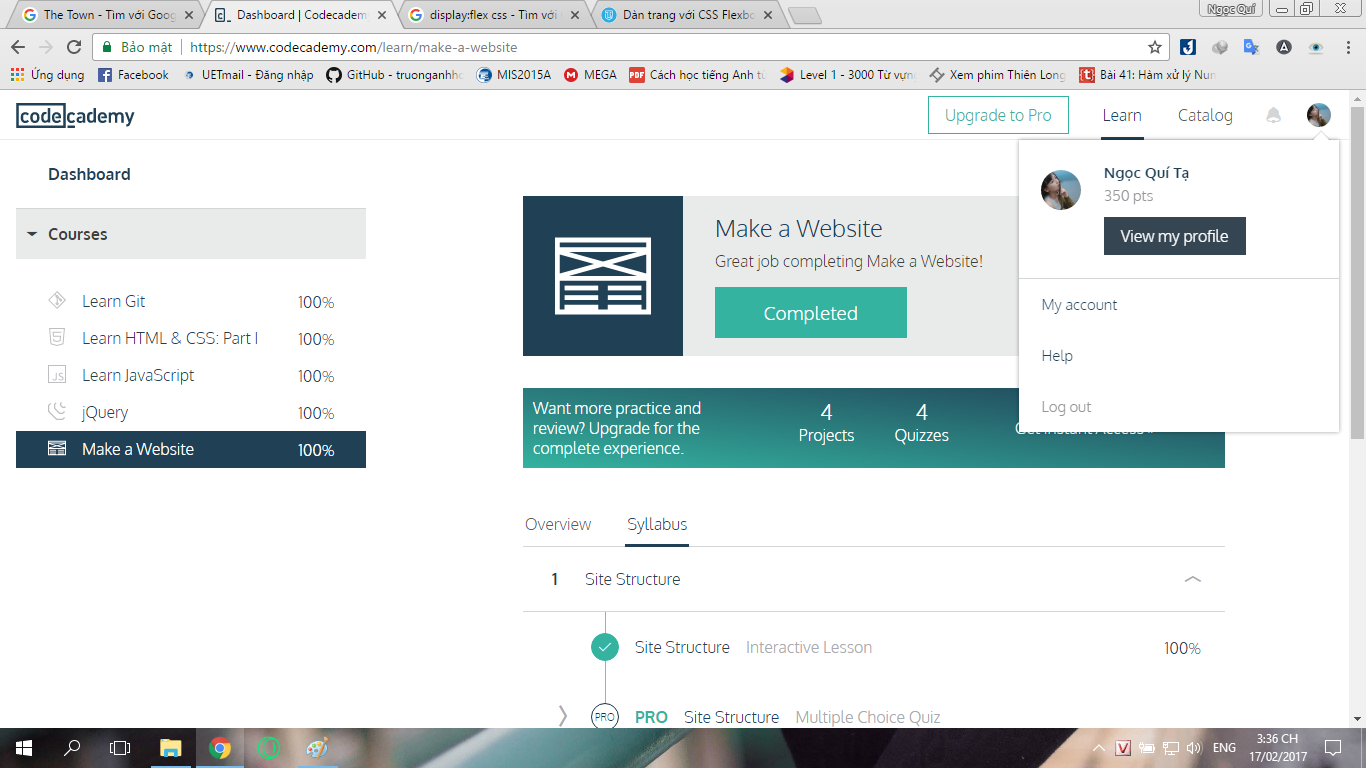 The Town - Tìm với Goog
Dashboard | Codecadem
display:flex css - Tìm với
Dàn trang với CSS Flexbo
Ngọc Quí
Bảo mật
https://www.codecademy.com/learn/make-a-website
Ứng dụng
Facebook
UETmail - Đăng nhập
GitHub - truonganhho
MIS2015A
MEGA
PDF
Cách học tiếng Anh từ
Level 1 - 3000 Từ vựng
Xem phim Thiên Long
Bài 41: Hàm xử lý Num
codecademy
Upgrade to Pro
Learn
Catalog
Ngọc Quí Tạ
350 pts
View my profile
My account
Help
Log out
Dashboard
Courses
Learn Git 100%
Learn HTML & CSS: Part I 100%
JS Learn JavaScript 100%
jQuery 100%
Make a Website 100%
Make a Website
Great job completing Make a Website!
Completed
Want more practice and
review? Upgrade for the
complete experience.
4
Projects
4
Quizzes
Get Instant Access
Overview
Syllabus
1 Site Structure
Site Structure Interactive Lesson 100%
PRO PRO Site Structure Multiple Choice Quiz
ENG
3:36 CH
17/02/2017